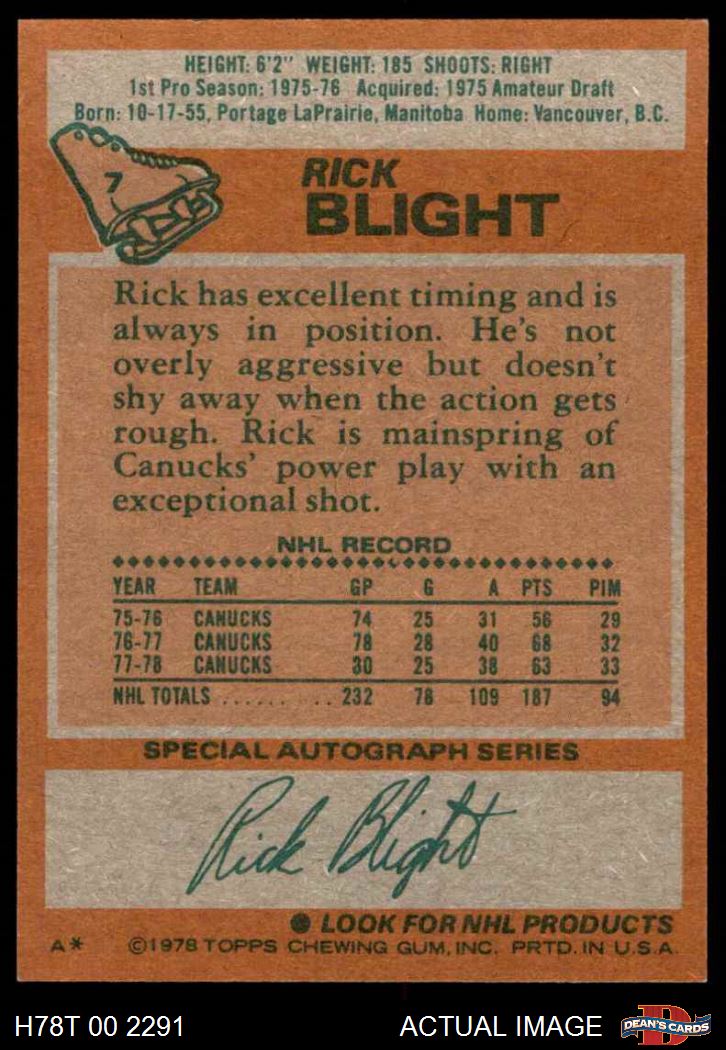 HEIGHT: 6'2" WEIGHT: 185 SHOOTS: RIGHT
1st Pro Season: 1975-76 Acquired: 1975 Amateur Draft
Born: 10-17-55, Portage LaPrairie, Manitoba Home: Vancouver, B.C.
7
RICK
BLIGHT
Rick has excellent timing and is
always in position. He's not
overly aggressive but doesn't
shy away when the action gets
rough. Rick is mainspring of
Canucks' power play with an
exceptional shot.
NHL RECORD
YEAR TEAM GP G A PTS PIM
75-76 CANUCKS 74 25 31 56 29
76-77 CANUCKS 78 28 40 68 32
77-78 CANUCKS 80 25 38 63 33
NHL TOTALS ........... 232 78 109 187 94
SPECIAL AUTOGRAPH SERIES
Rick Blight
● LOOK FOR NHL PRODUCTS
A* ©1978 TOPPS CHEWING GUM, INC. PRTD. IN U.S.A.
H78T 00 2291 ACTUAL IMAGE
D
DEAN'S CARDS